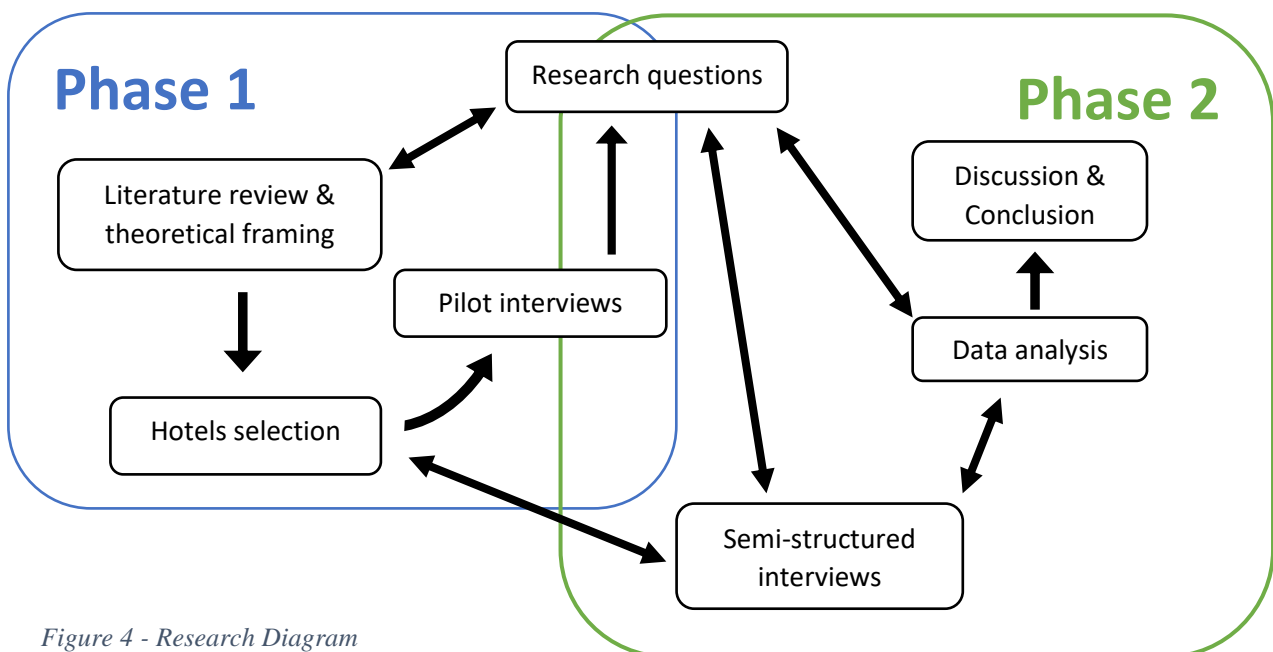 Phase 1
Research questions
Phase 2
Literature review &
theoretical framing
Discussion &
Conclusion
Pilot interviews
Data analysis
Hotels selection
Semi-structured
interviews
Figure 4 - Research Diagram